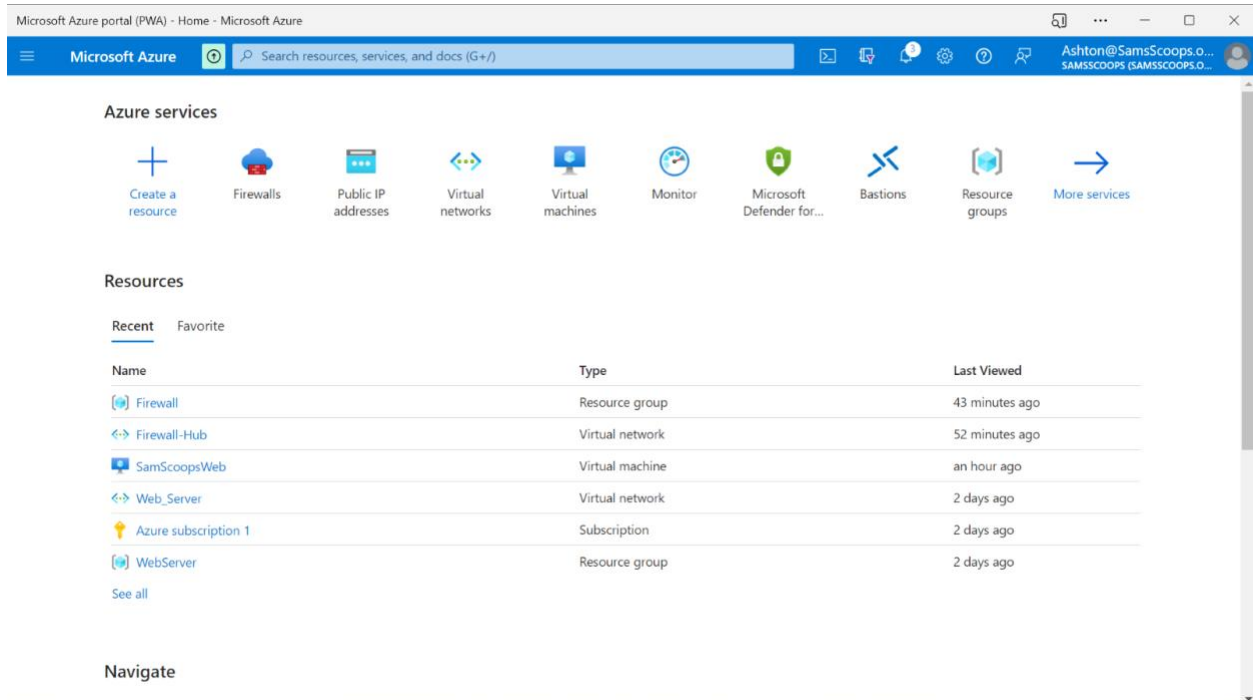 Microsoft Azure portal (PWA) - Home - Microsoft Azure
Microsoft Azure
Search resources, services, and docs (G+/)
3
Ashton@SamsScoops.o...
SAMSSCOOPS (SAMSSCOOPS.O...
Azure services
Create a resource
Firewalls
Public IP addresses
Virtual networks
Virtual machines
Monitor
Microsoft Defender for...
Bastions
Resource groups
More services
Resources
Recent Favorite
Name Type Last Viewed
Firewall Resource group 43 minutes ago
Firewall-Hub Virtual network 52 minutes ago
SamScoopsWeb Virtual machine an hour ago
Web_Server Virtual network 2 days ago
Azure subscription 1 Subscription 2 days ago
WebServer Resource group 2 days ago
See all
Navigate